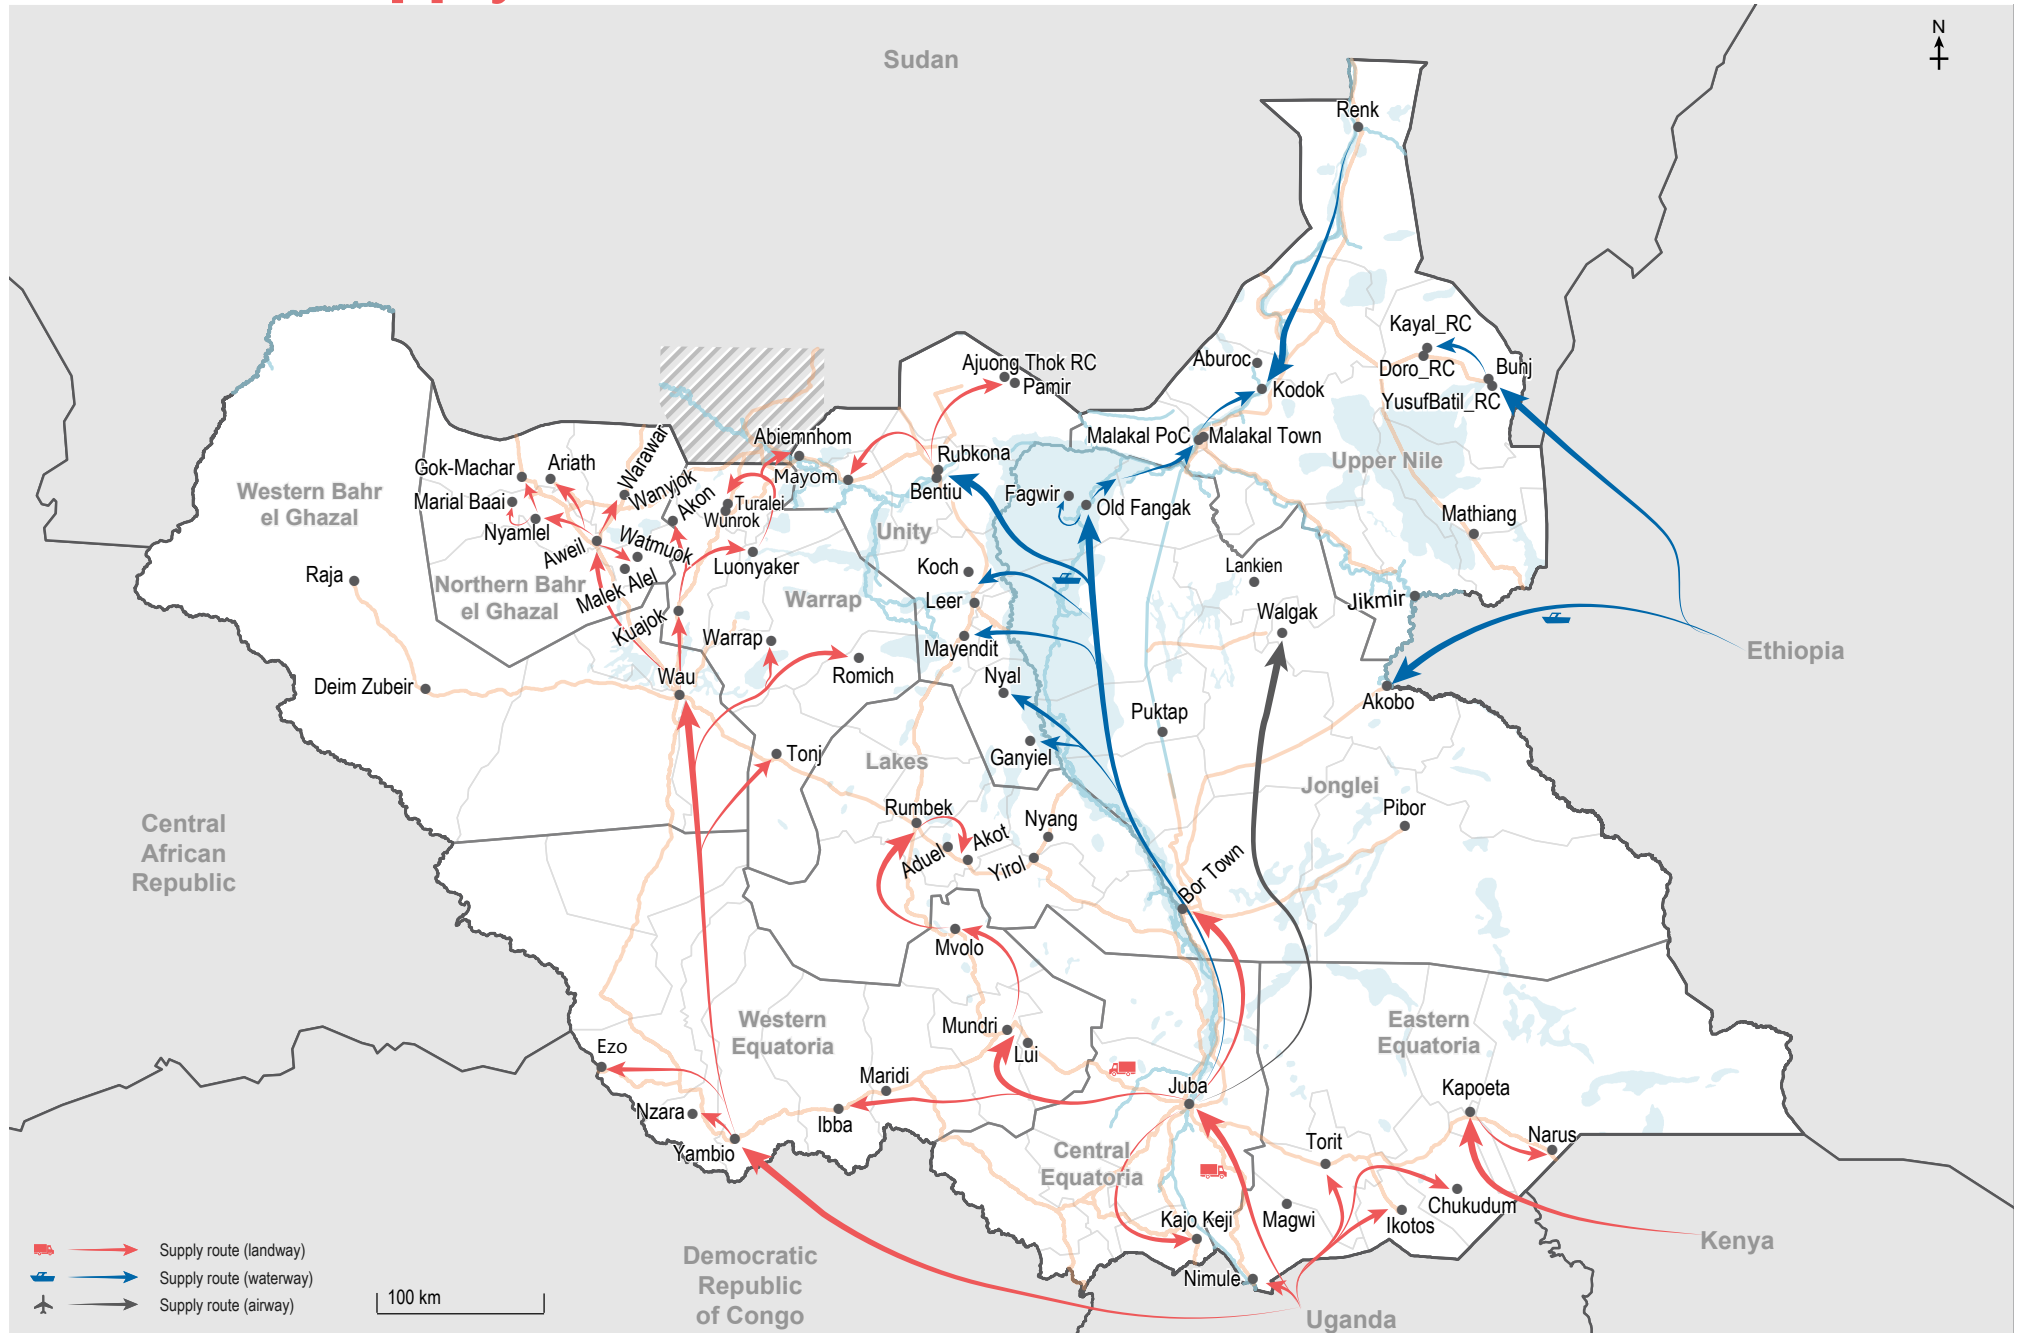 N
Sudan
Renk
Kayal_RC
Aburoc
Doro_RC
Buhj
Ajuong Thok RC
Pamir
Kodok
YusufBatil_RC
Abiemnhom
Malakal PoC
Malakal Town
Upper Nile
Warawar
Gok-Machar
Ariath
Rubkona
Mayom
Bentiu
Wanyjok
Akon
Western Bahr
el Ghazal
Marial Baai
Turalei
Wunrok
Fagwir
Old Fangak
Mathiang
Nyamlel
Unity
Aweil
Watmuok
Luonyaker
Koch
Lankien
Raja
Northern Bahr
el Ghazal
Malek Alel
Warrap
Leer
Jikmir
Walgak
Kuajok
Warrap
Mayendit
Ethiopia
Romich
Wau
Nyal
Deim Zubeir
Akobo
Puktap
Tonj
Lakes
Ganyiel
Jonglei
Rumbek
Nyang
Pibor
Central
African
Republic
Akot
Aduel
Yirol
Bor Town
Mvolo
Western
Equatoria
Mundri
Lui
Eastern
Equatoria
Ezo
Maridi
Juba
Kapoeta
Nzara
Ibba
Yambio
Central
Equatoria
Torit
Narus
Chukudum
Kajo Keji
Magwi
Ikotos
Kenya
Democratic
Republic
of Congo
Nimule
Uganda
Supply route (landway)
Supply route (waterway)
Supply route (airway)
100 km